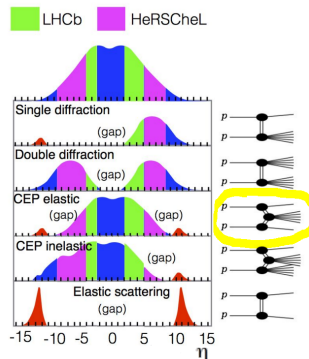 LHCb HeRSCheL
Single diffraction
(gap)
p
p
Double diffraction
(gap)
p
p
CEP elastic
(gap) (gap)
p
p
CEP inelastic
(gap)
p
p
Elastic scattering
(gap)
p
p
-15 -10 -5 0 5 10 15
η